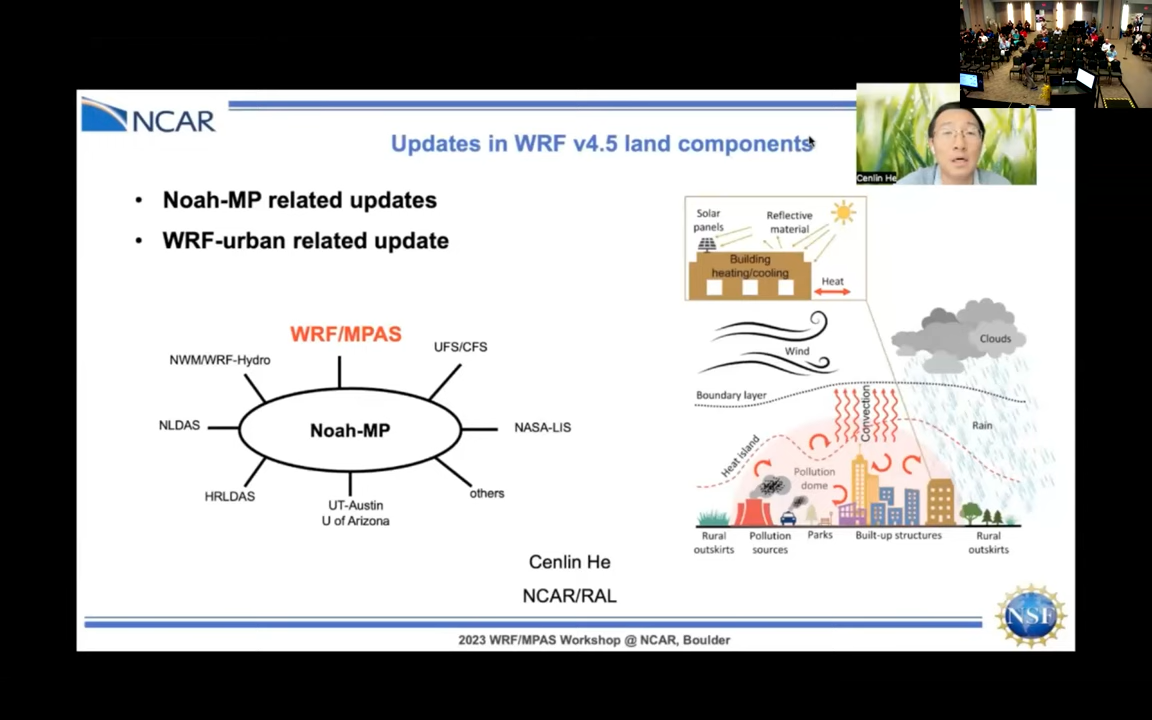 NCAR
Updates in WRF v4.5 land components
Cenlin He
• Noah-MP related updates
• WRF-urban related update
WRF/MPAS
UFS/CFS
NWM/WRF-Hydro
NLDAS
Noah-MP
NASA-LIS
HRLDAS
UT-Austin
U of Arizona
others
Solar
panels
Reflective
material
Building
heating/cooling
Heat
Wind
Clouds
Boundary layer
Convection
Rain
Heat island
Pollution
dome
Rural
outskirts
Pollution
sources
Parks
Built-up structures
Rural
outskirts
Cenlin He
NCAR/RAL
NSF
2023 WRF/MPAS Workshop @ NCAR, Boulder